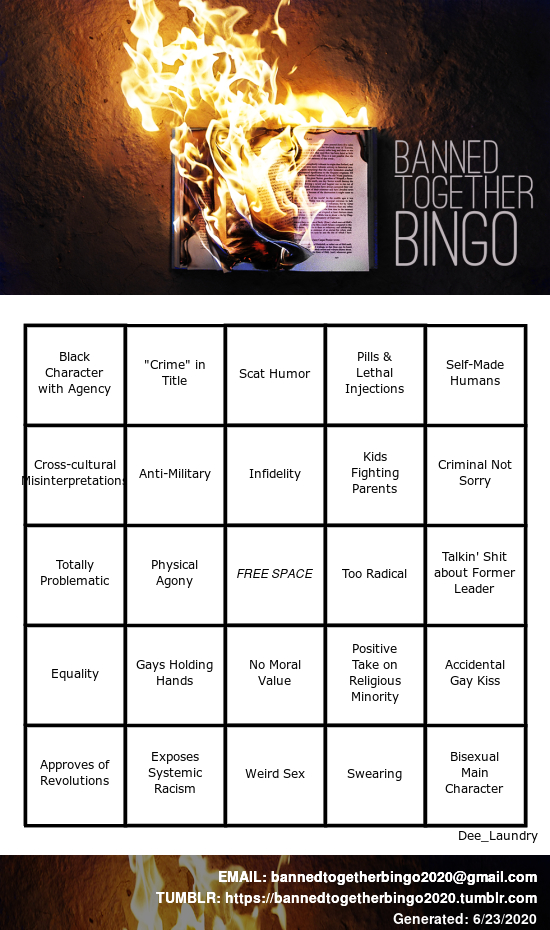 BANNED
TOGETHER
BINGO
Black
Character
with Agency
"Crime" in
Title
Scat Humor
Pills &
Lethal
Injections
Self-Made
Humans
Cross-cultural
Misinterpretations
Anti-Military
Infidelity
Kids
Fighting
Parents
Criminal Not
Sorry
Totally
Problematic
Physical
Agony
FREE SPACE
Too Radical
Talkin' Shit
about Former
Leader
Equality
Gays Holding
Hands
No Moral
Value
Positive
Take on
Religious
Minority
Accidental
Gay Kiss
Approves of
Revolutions
Exposes
Systemic
Racism
Weird Sex
Swearing
Bisexual
Main
Character
Dee_Laundry
EMAIL: bannedtogetherbingo2020@gmail.com
TUMBLR: https://bannedtogetherbingo2020.tumblr.com
Generated: 6/23/2020